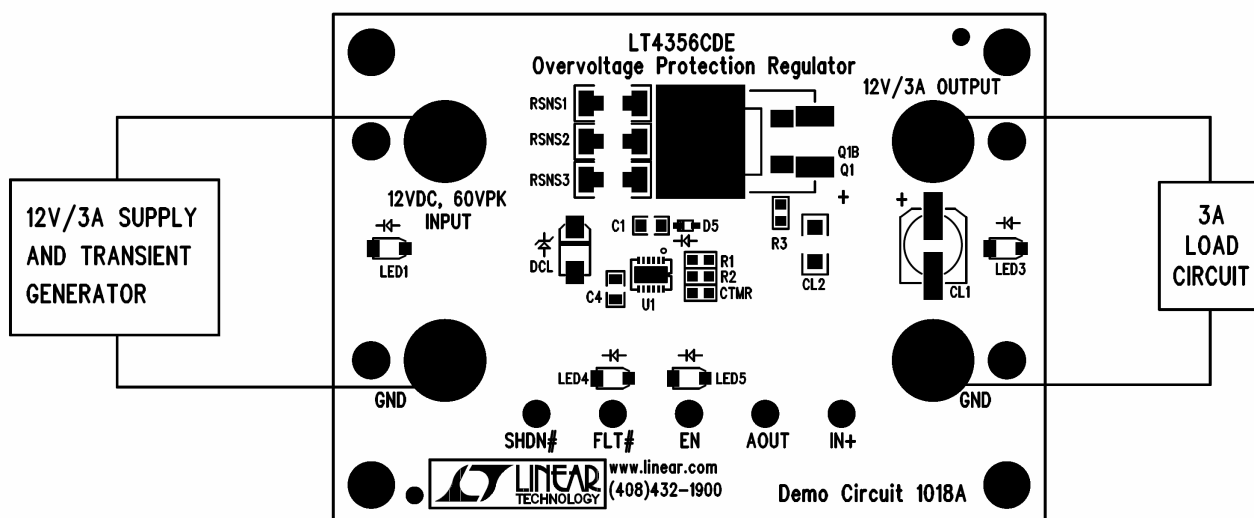 LT4356CDE
Overvoltage Protection Regulator
12V/3A OUTPUT
RSNS1
RSNS2
RSNS3
Q1B
Q1
+
12VDC, 60VPK
INPUT
12V/3A SUPPLY
AND TRANSIENT
GENERATOR
LED1
DCL
C1
D5
R3
R1
R2
CTMR
C4
U1
CL2
+
CL1
LED3
3A
LOAD
CIRCUIT
LED4
LED5
GND
GND
SHDN#
FLT#
EN
AOUT
IN+
LINEAR
TECHNOLOGY
www.linear.com
(408)432-1900
Demo Circuit 1018A